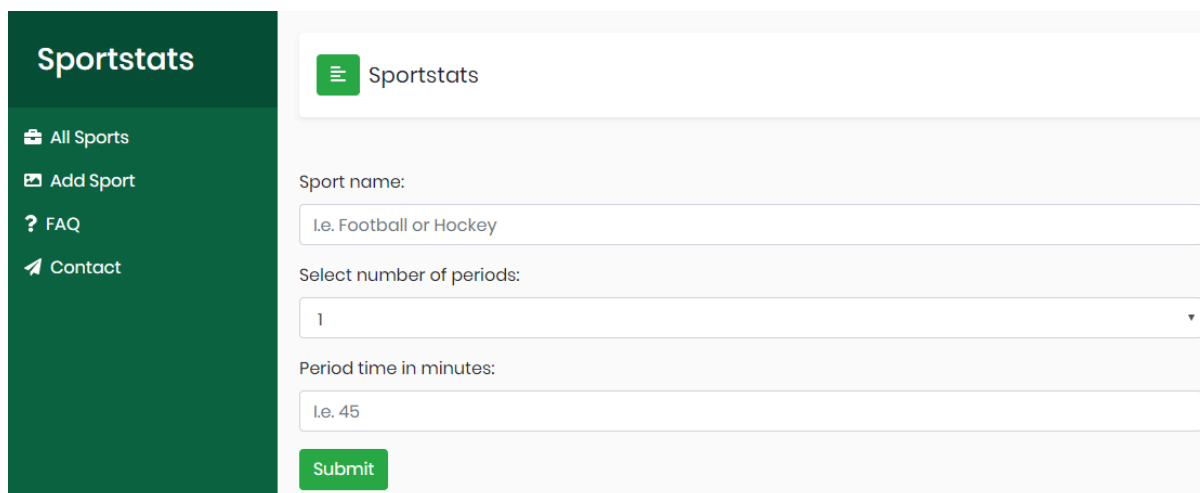 Sportstats
All Sports
Add Sport
? FAQ
Contact
Sportstats
Sport name:
I.e. Football or Hockey
Select number of periods:
1
Period time in minutes:
I.e. 45
Submit